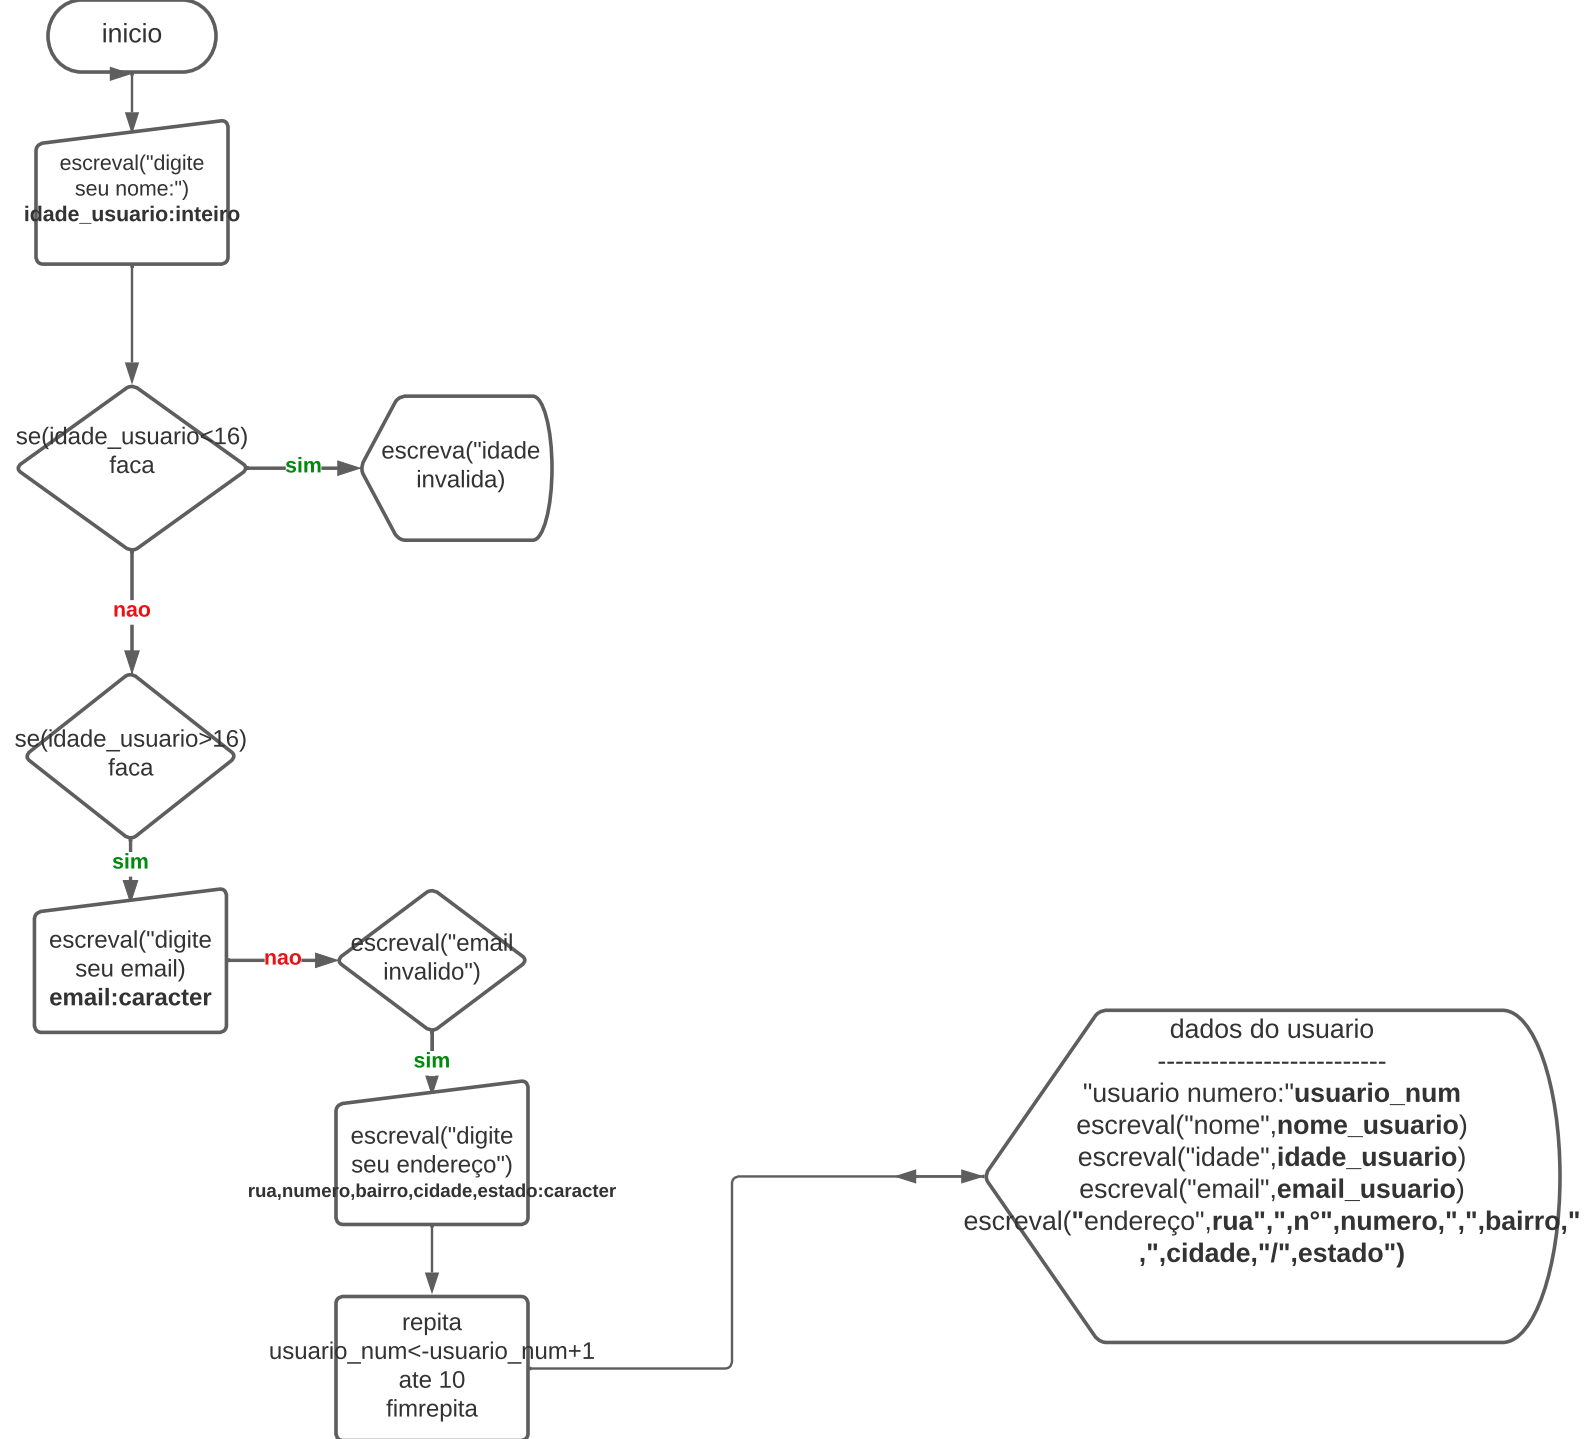 inicio
escreval("digite
seu nome:")
idade_usuario:inteiro
se(idade_usuario<16)
faca
sim
escreva("idade
invalida)
nao
se(idade_usuario>16)
faca
sim
escreval("digite
seu email)
email:caracter
nao
escreval("email
invalido")
sim
escreval("digite
seu endereço")
rua,numero,bairro,cidade,estado:caracter
repita
usuario_num<-usuario_num+1
ate 10
fimrepita
dados do usuario
--------------------------
"usuario numero:"usuario_num
escreval("nome",nome_usuario)
escreval("idade",idade_usuario)
escreval("email",email_usuario)
escreval("endereço",rua",",n°",numero,",",bairro,"
,",cidade,"/",estado")